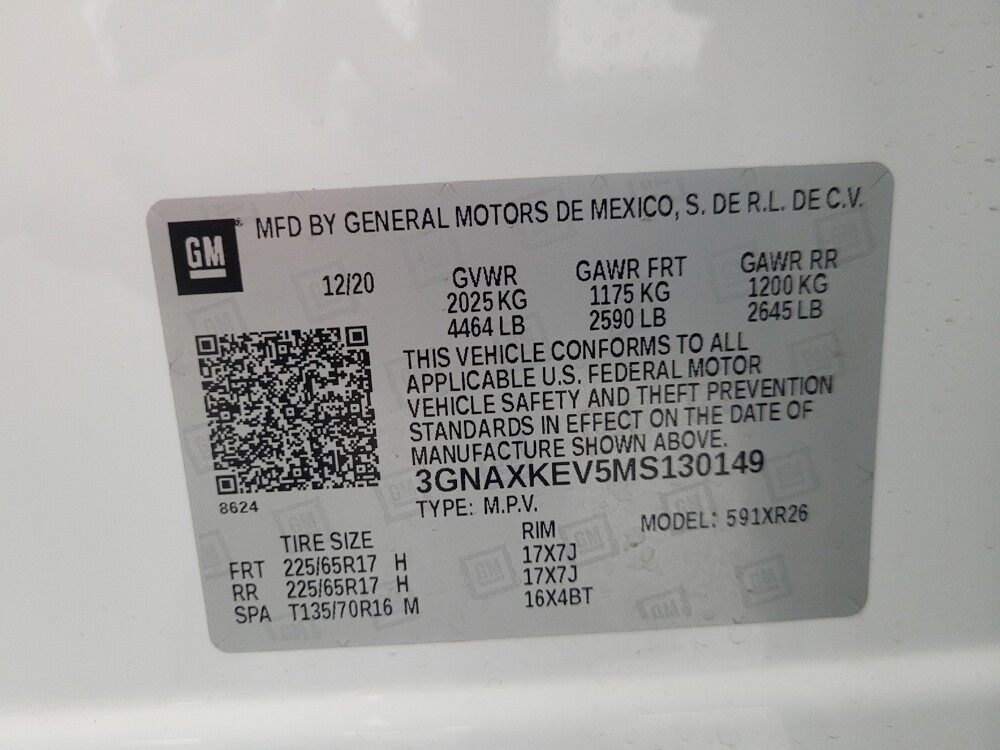 GM
MFD BY GENERAL MOTORS DE MEXICO, S. DE R.L. DE C.V.
12/20 GVWR GAWR FRT GAWR RR
2025 KG 1175 KG 1200 KG
4464 LB 2590 LB 2645 LB
THIS VEHICLE CONFORMS TO ALL
APPLICABLE U.S. FEDERAL MOTOR
VEHICLE SAFETY AND THEFT PREVENTION
STANDARDS IN EFFECT ON THE DATE OF
MANUFACTURE SHOWN ABOVE.
3GNAXKEV5MS130149
8624
TYPE: M.P.V. MODEL: 591XR26
TIRE SIZE RIM
FRT 225/65R17 H 17X7J
RR 225/65R17 H 17X7J
SPA T135/70R16 M 16X4BT